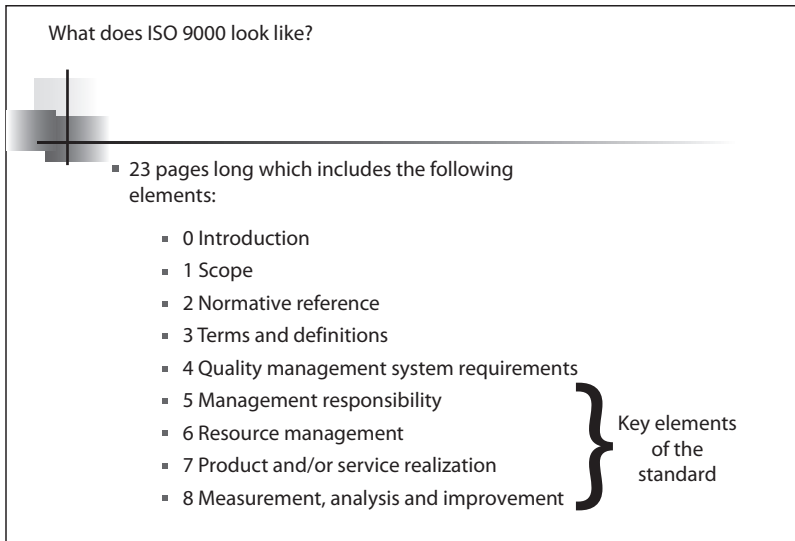 What does ISO 9000 look like?
23 pages long which includes the following
elements:
0 Introduction
1 Scope
2 Normative reference
3 Terms and definitions
4 Quality management system requirements
5 Management responsibility
6 Resource management
7 Product and/or service realization
8 Measurement, analysis and improvement
Key elements
of the
standard